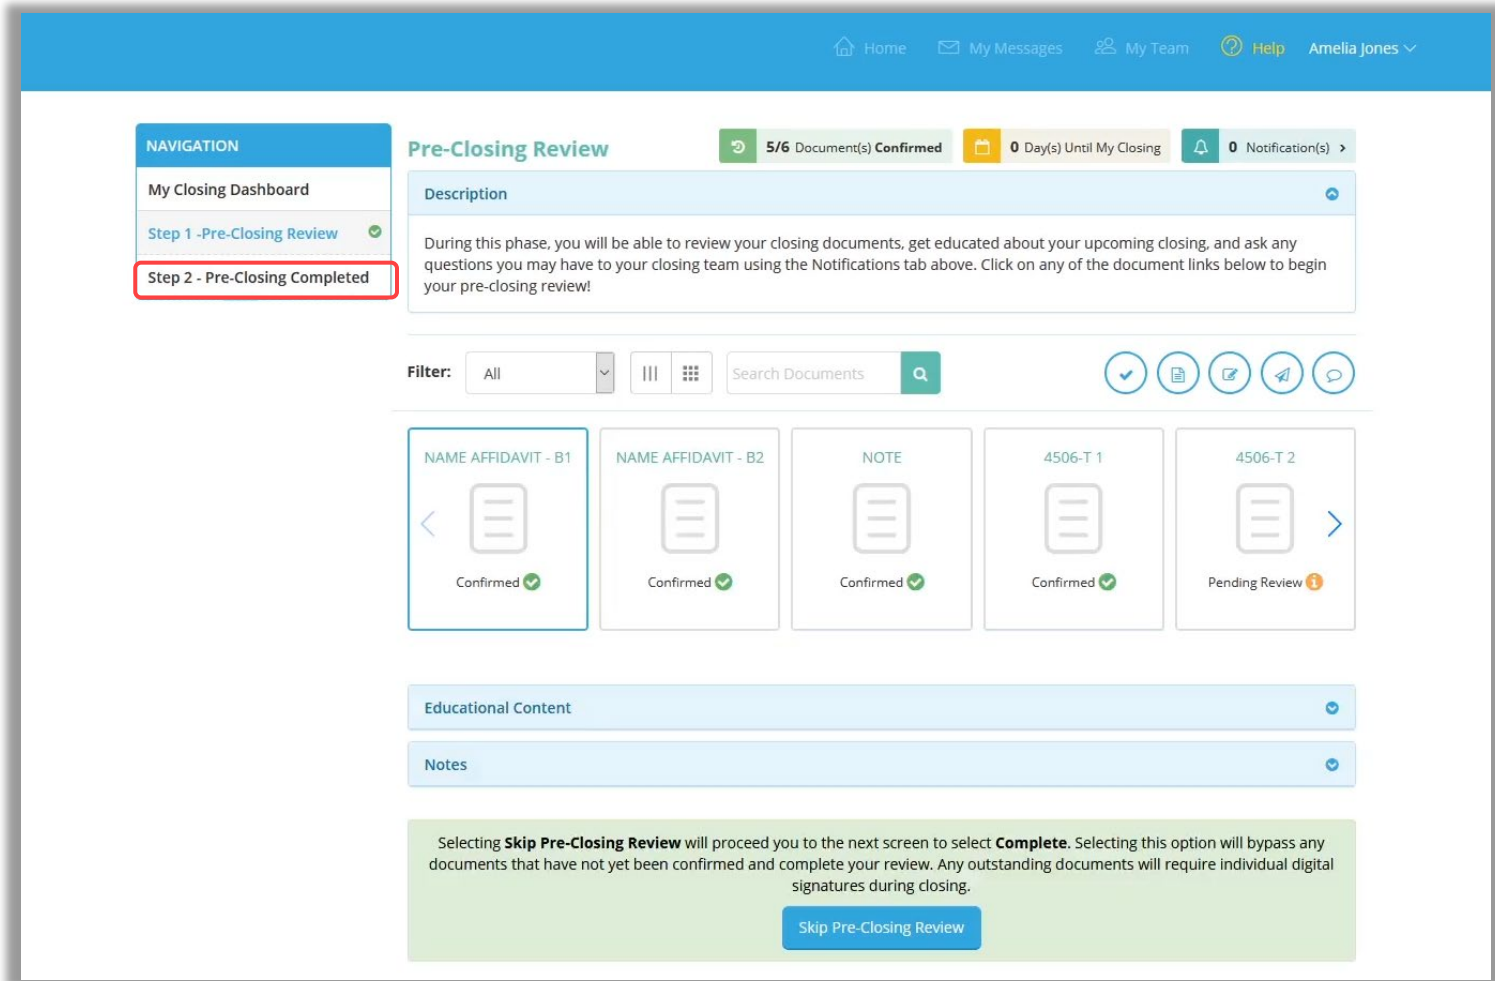 Home My Messages My Team Help Amelia Jones
NAVIGATION
My Closing Dashboard
Step 1 -Pre-Closing Review
Step 2 - Pre-Closing Completed
Pre-Closing Review
5/6 Document(s) Confirmed
0 Day(s) Until My Closing
0 Notification(s) >
Description
During this phase, you will be able to review your closing documents, get educated about your upcoming closing, and ask any
questions you may have to your closing team using the Notifications tab above. Click on any of the document links below to begin
your pre-closing review!
Filter: All Search Documents
NAME AFFIDAVIT - B1
Confirmed
NAME AFFIDAVIT - B2
Confirmed
NOTE
Confirmed
4506-T 1
Confirmed
4506-T 2
Pending Review
Educational Content
Notes
Selecting Skip Pre-Closing Review will proceed you to the next screen to select Complete. Selecting this option will bypass any
documents that have not yet been confirmed and complete your review. Any outstanding documents will require individual digital
signatures during closing.
Skip Pre-Closing Review